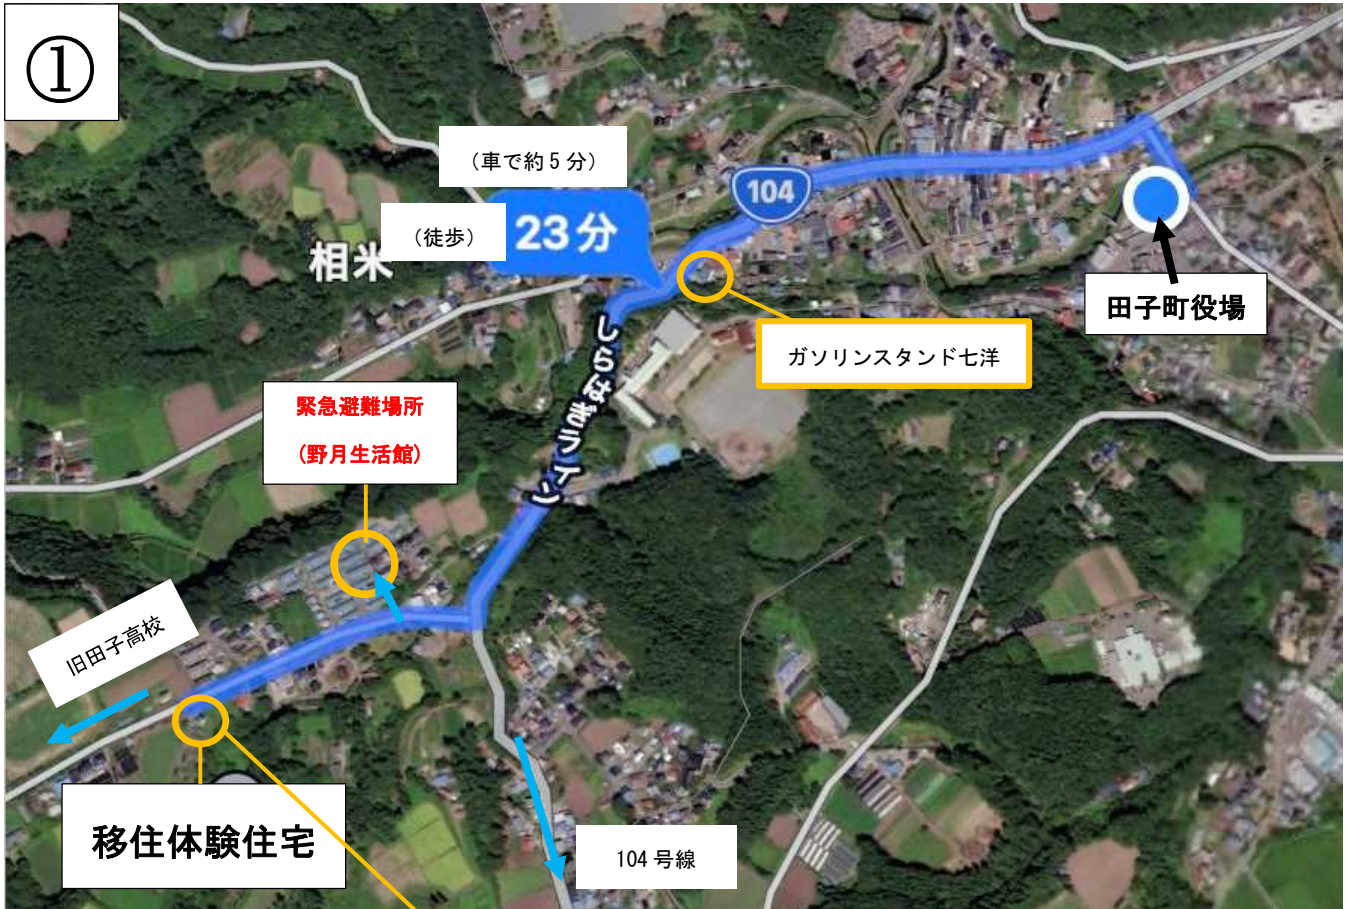 ①
（車で約5分）
104
（徒歩）
23分
相米
田子町役場
ガソリンスタンド七洋
しらなぎライン
緊急避難場所
(野月生活館)
旧田子高校
移住体験住宅
104号線